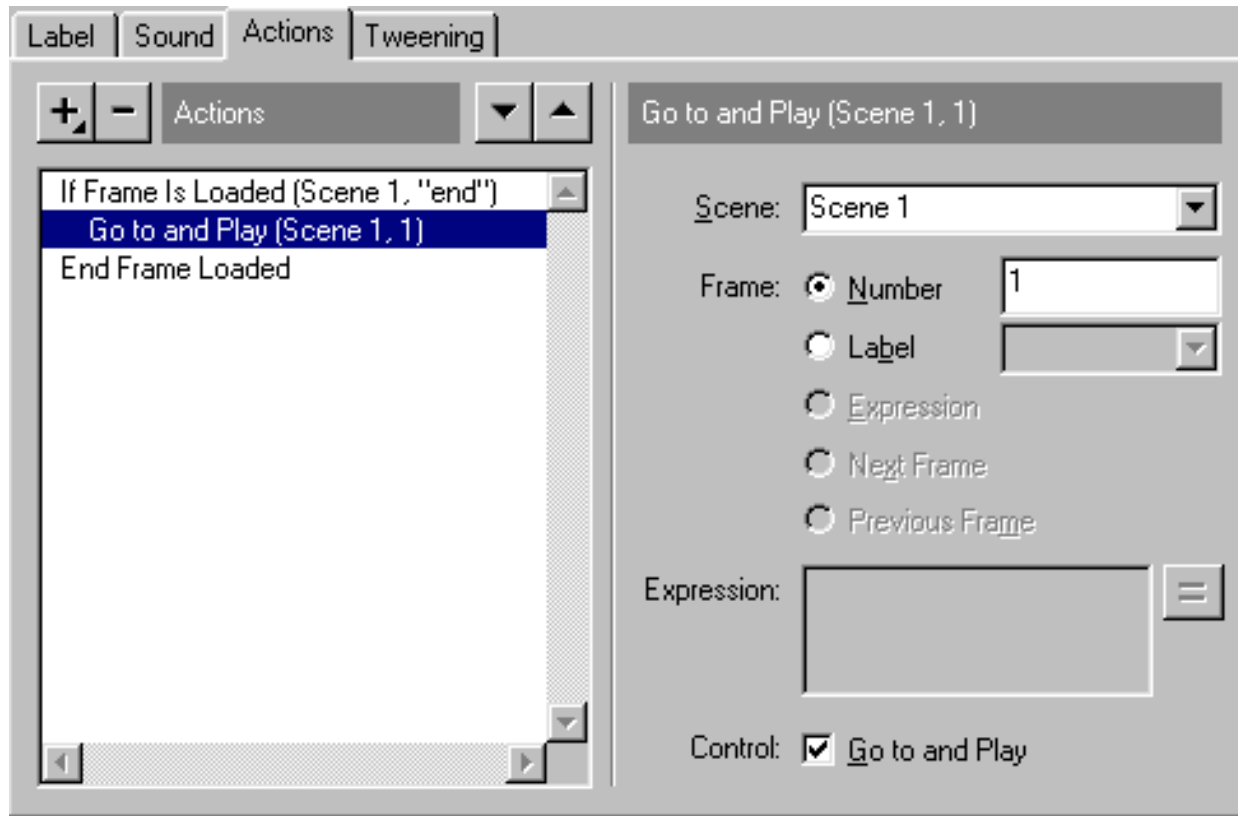 Label Sound Actions Tweening
Actions
If Frame Is Loaded (Scene 1, "end")
Go to and Play (Scene 1, 1)
End Frame Loaded
Go to and Play (Scene 1, 1)
Scene: Scene 1
Frame: Number 1
Label
Expression
Next Frame
Previous Frame
Expression: =
Control: Go to and Play